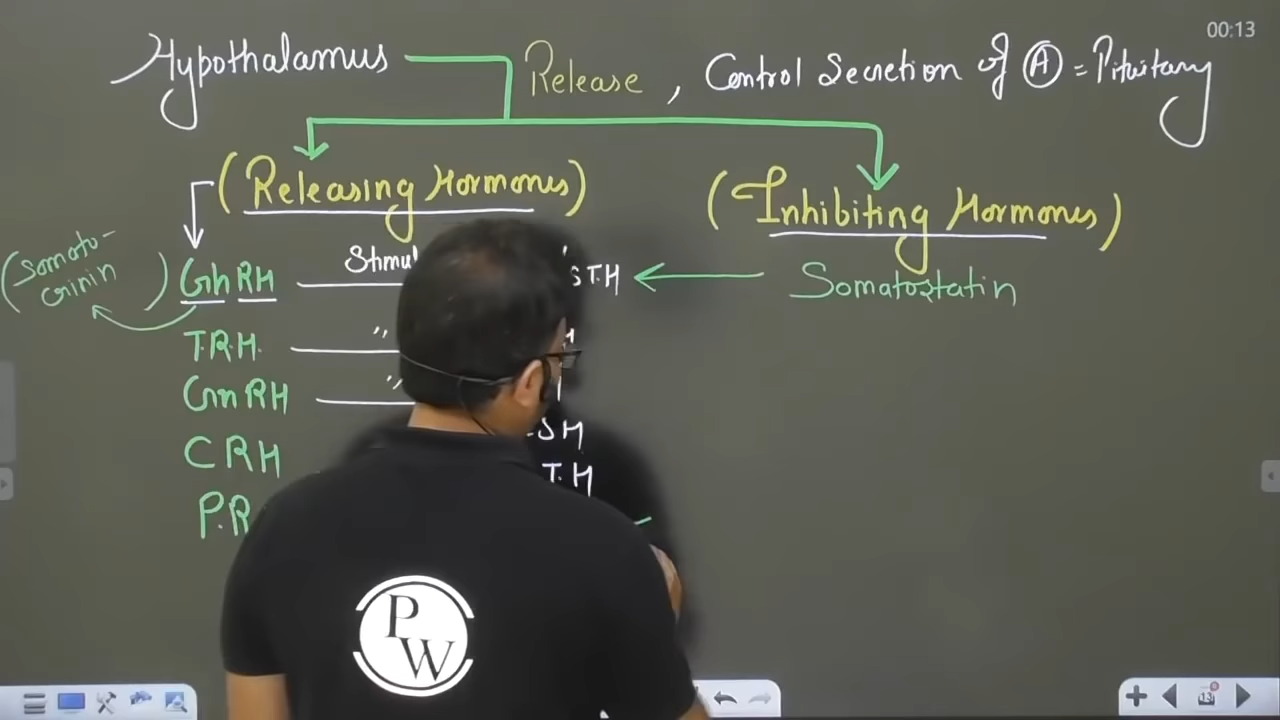 00:13
Hypothalamus Release, Control Secretion of A = Pituitary
(Releasing Hormones) (Inhibiting Hormones)
(Somato-
crinin) GhRH STH Somatostatin
T.R.H. "
GnRH "
CRH SH
P.R T.H
P
W